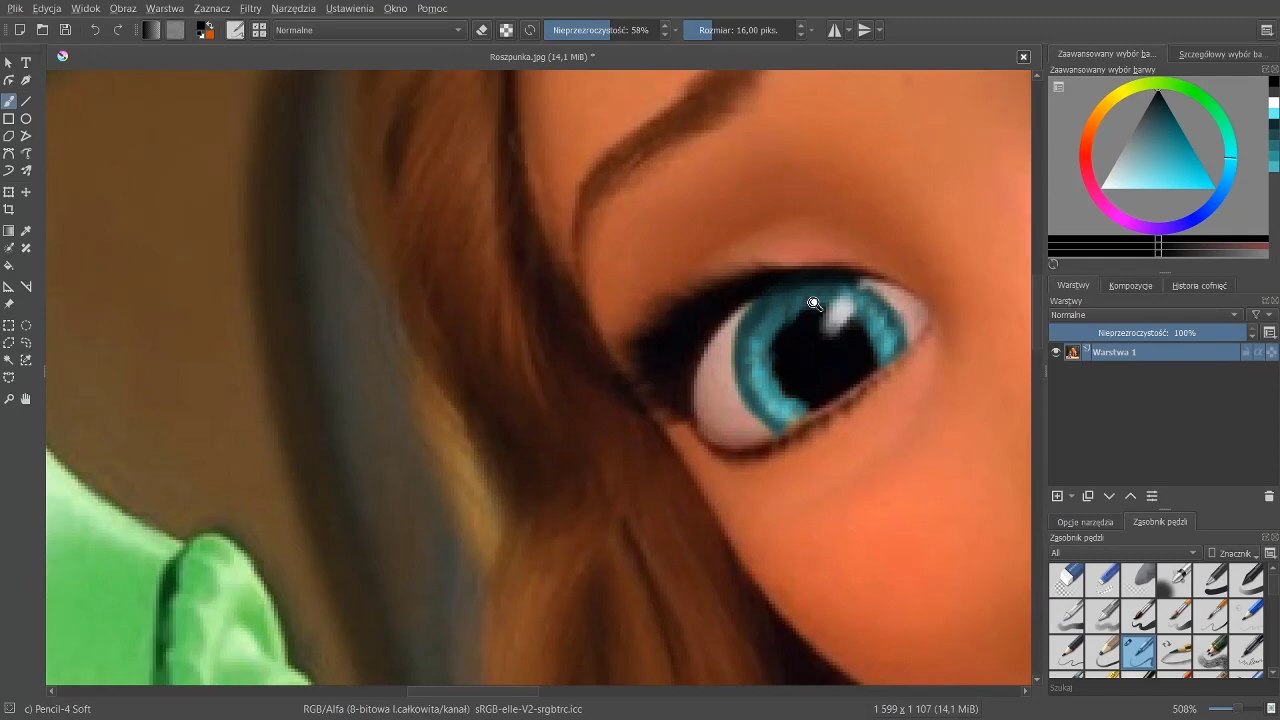 Plik Edycja Widok Obraz Warstwa Zaznacz Filtry Narzędzia Ustawienia Okno Pomoc
Normalne Nieprzezroczystość: 58% Rozmiar: 16,00 piks.
Roszpunka.jpg (14,1 MiB) *
Zaawansowany wybór ba... Szczegółowy wybór ba...
Zaawansowany wybór barwy
Warstwy Kompozycje Historia cofnięć
Warstwy
Normalne
Nieprzezroczystość: 100%
Warstwa 1
Opcje narzędzia Zasobnik pędzli
Zasobnik pędzli
All Znacznik
Szukaj
c) Pencil-4 Soft RGB/Alfa (8-bitowa l.całkowita/kanał) sRGB-elle-V2-srgbtrc.icc 1 599 x 1 107 (14,1 MiB) 508%